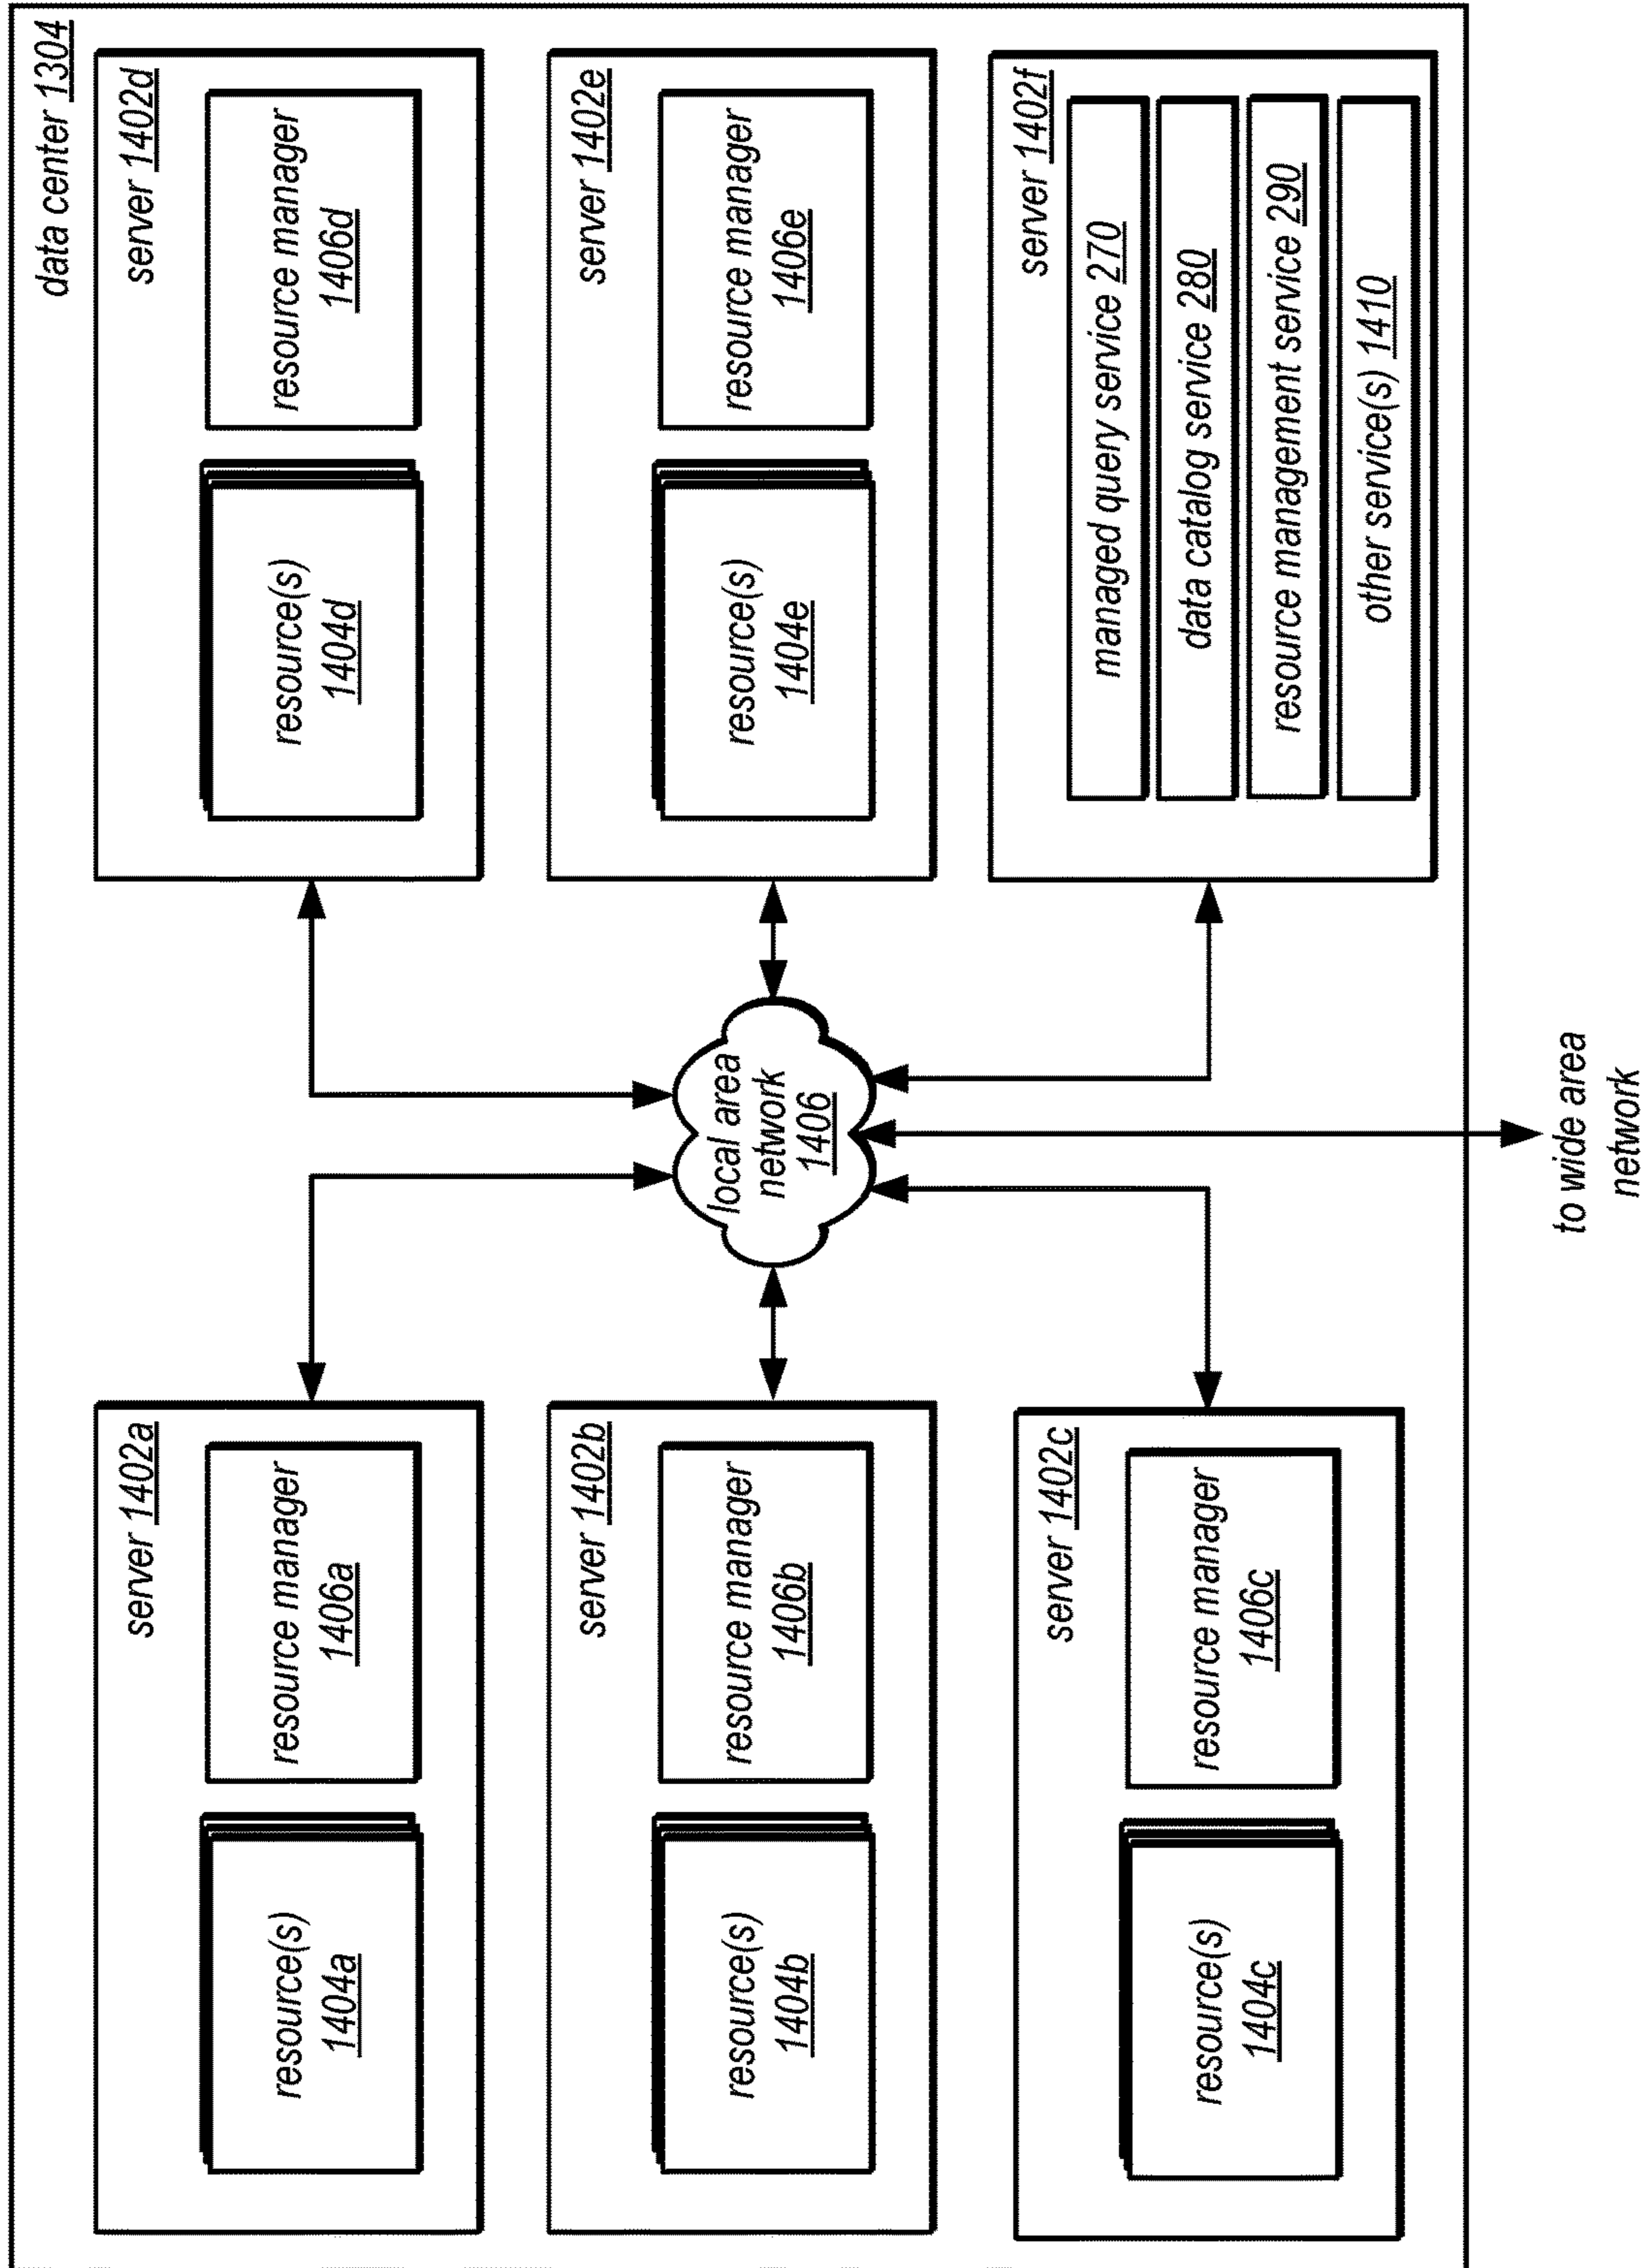 data center 1304
server 1402a
resource(s)
1404a
resource manager
1406a
server 1402d
resource(s)
1404d
resource manager
1406d
server 1402b
resource(s)
1404b
resource manager
1406b
local area
network
1406
server 1402e
resource(s)
1404e
resource manager
1406e
server 1402c
resource(s)
1404c
resource manager
1406c
server 1402f
managed query service 270
data catalog service 280
resource management service 290
other service(s) 1410
to wide area
network